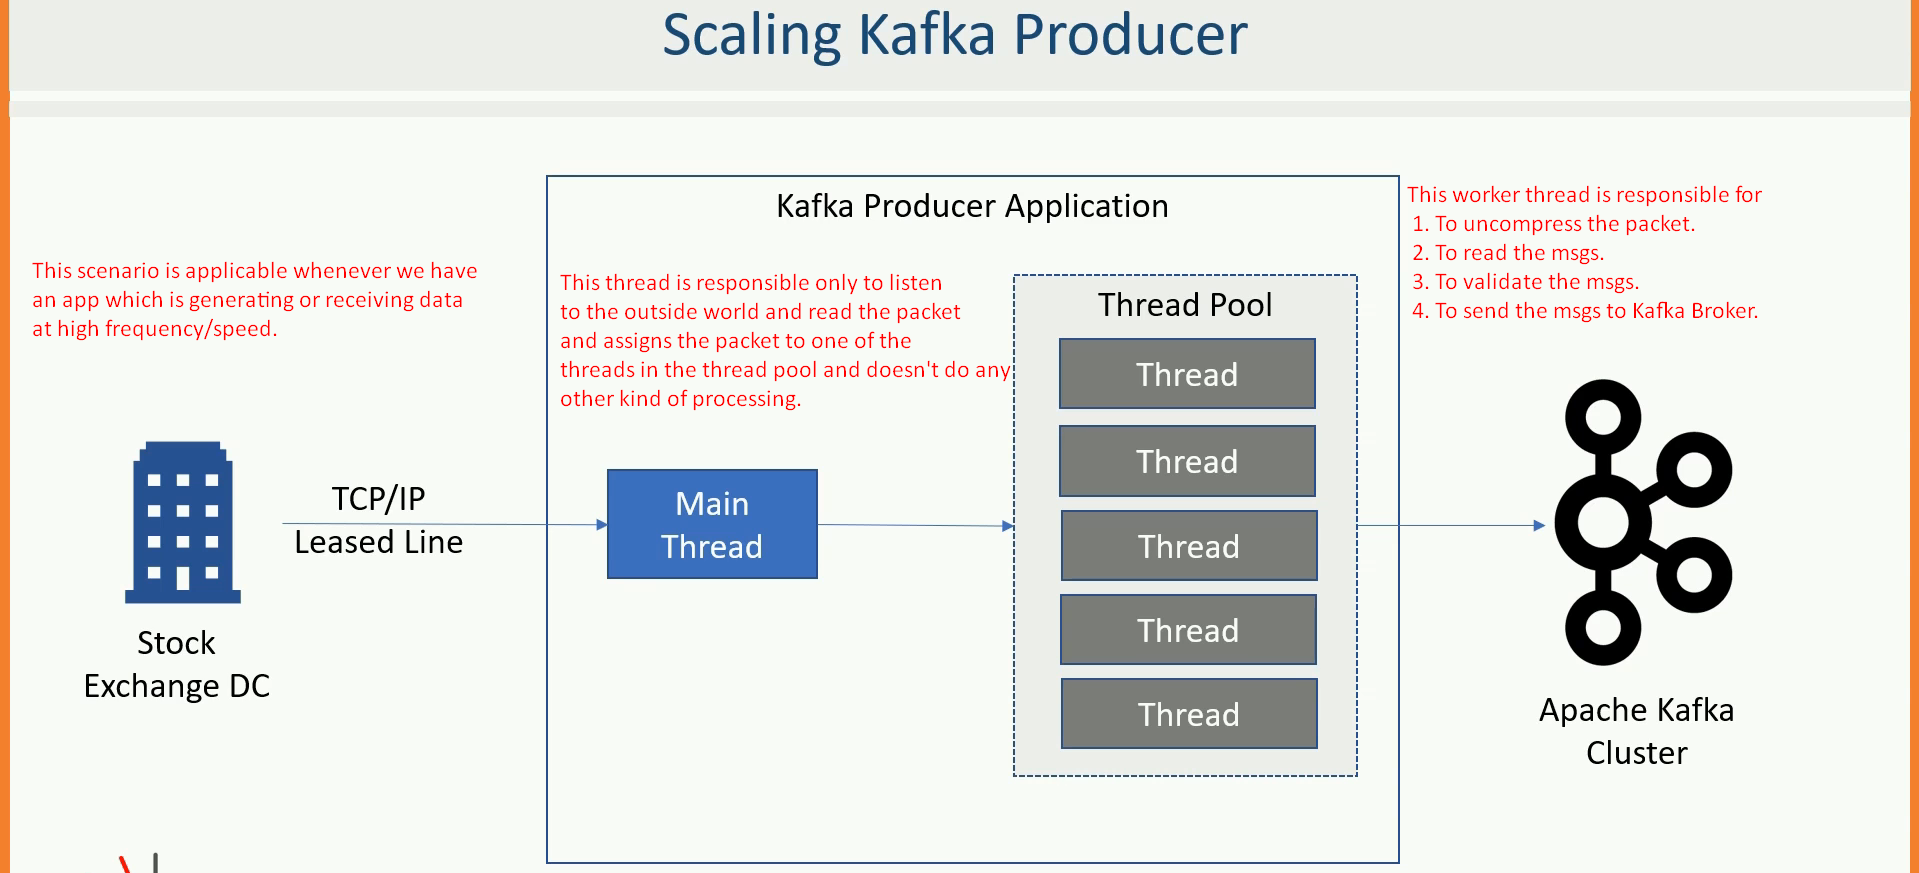 Scaling Kafka Producer
Kafka Producer Application
This scenario is applicable whenever we have
an app which is generating or receiving data
at high frequency/speed.
This thread is responsible only to listen
to the outside world and read the packet
and assigns the packet to one of the
threads in the thread pool and doesn't do any
other kind of processing.
This worker thread is responsible for
1. To uncompress the packet.
2. To read the msgs.
3. To validate the msgs.
4. To send the msgs to Kafka Broker.
Stock
Exchange DC
TCP/IP
Leased Line
Main
Thread
Thread Pool
Thread
Thread
Thread
Thread
Thread
Apache Kafka
Cluster